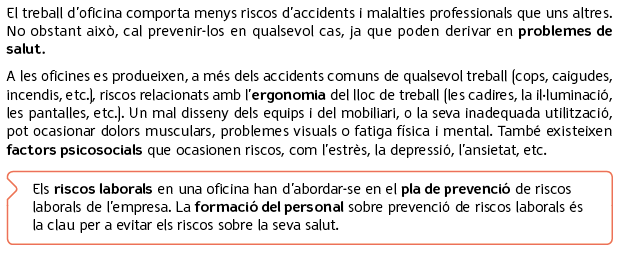 El treball d'oficina comporta menys riscos d'accidents i malalties professionals que uns altres.
No obstant això, cal prevenir-los en qualsevol cas, ja que poden derivar en problemes de
salut.
A les oficines es produeixen, a més dels accidents comuns de qualsevol treball (cops, caigudes,
incendis, etc.), riscos relacionats amb l'ergonomia del lloc de treball (les cadires, la il·luminació,
les pantalles, etc.). Un mal disseny dels equips i del mobiliari, o la seva inadequada utilització,
pot ocasionar dolors musculars, problemes visuals o fatiga física i mental. També existeixen
factors psicosocials que ocasionen riscos, com l'estrès, la depressió, l'ansietat, etc.
Els riscos laborals en una oficina han d'abordar-se en el pla de prevenció de riscos
laborals de l'empresa. La formació del personal sobre prevenció de riscos laborals és
la clau per a evitar els riscos sobre la seva salut.